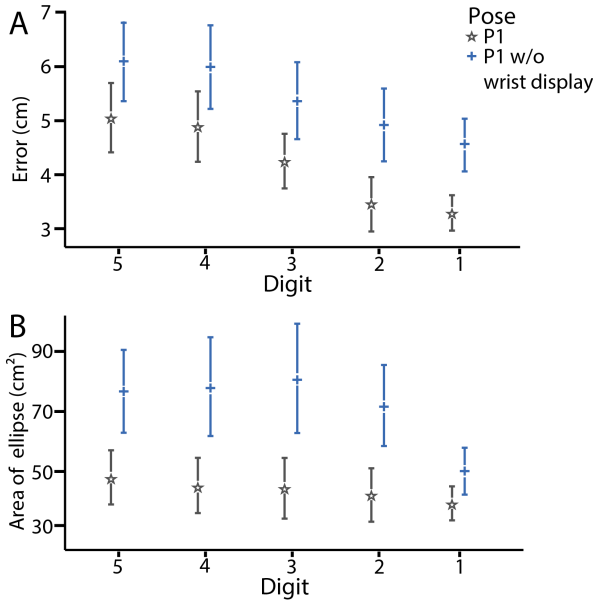 A
Pose
P1
P1 w/o
wrist display
Error (cm)
7
6
5
4
3
5 4 3 2 1
Digit
B
Area of ellipse (cm²)
90
70
50
30
5 4 3 2 1
Digit